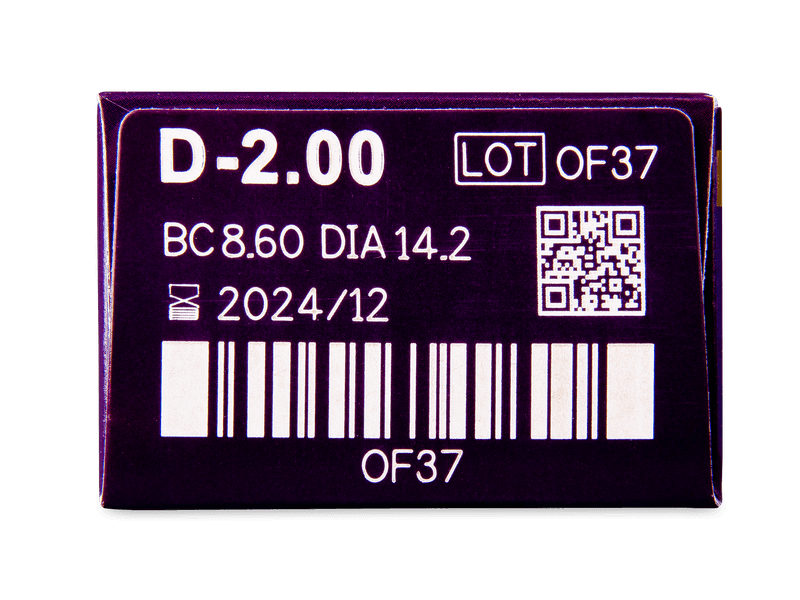 D-2.00
LOT OF37
BC 8.60 DIA 14.2
2024/12
OF37